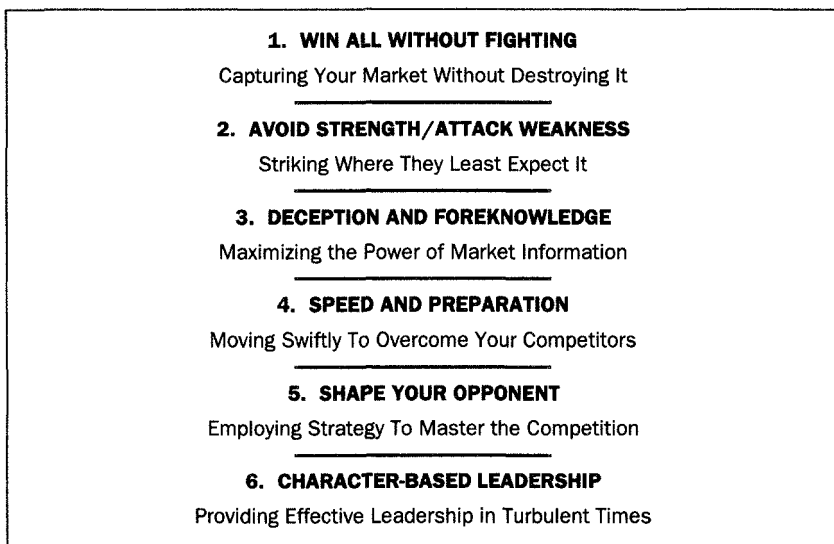 1. WIN ALL WITHOUT FIGHTING
Capturing Your Market Without Destroying It
2. AVOID STRENGTH/ATTACK WEAKNESS
Striking Where They Least Expect It
3. DECEPTION AND FOREKNOWLEDGE
Maximizing the Power of Market Information
4. SPEED AND PREPARATION
Moving Swiftly To Overcome Your Competitors
5. SHAPE YOUR OPPONENT
Employing Strategy To Master the Competition
6. CHARACTER-BASED LEADERSHIP
Providing Effective Leadership in Turbulent Times